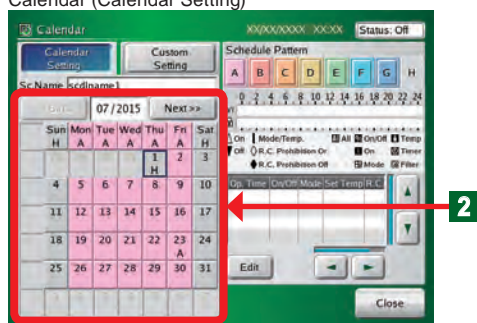 Calendar (Calendar Setting)
Calendar
XX/XX/XXXX XX:XX
Status: Off
Calendar Setting
Custom Setting
Sc.Name scdlname1
07 / 2015
Next>>
Sun Mon Tue Wed Thu Fri Sat
H A A A A A H
1 2 3
H
4 5 6 7 8 9 10
11 12 13 14 15 16 17
18 19 20 21 22 23 24
A
25 26 27 28 29 30 31
Schedule Pattern
A B C D E F G H
0 2 4 6 8 10 12 14 16 18 20 22 24
On Mode/Temp. All On/Off Temp
Off R.C. Prohibition On Timer
R.C. Prohibition Off Mode Filter
Op. Time On/Off Mode Set Temp R.C.
Edit
Close
2